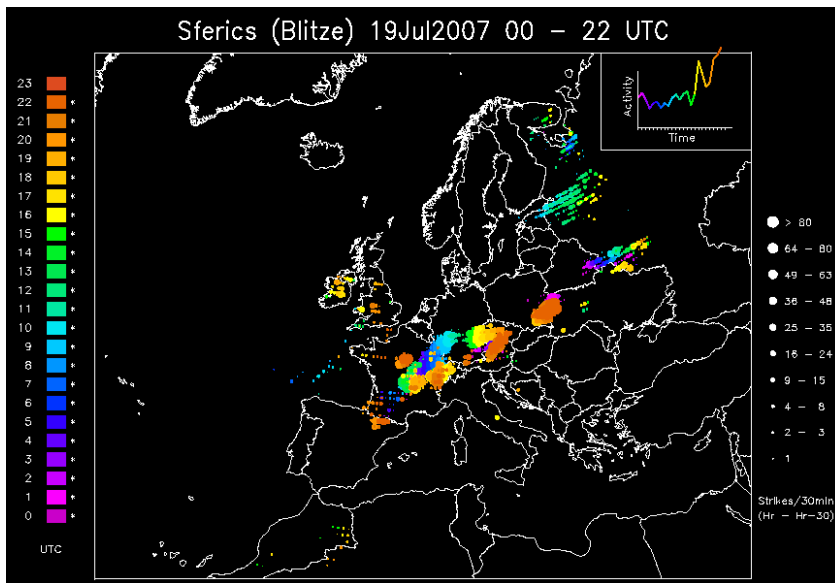 Sferics (Blitze) 19Jul2007 00 – 22 UTC
Activity
Time
23
22 *
21 *
20 *
19 *
18 *
17 *
16 *
15 *
14 *
13 *
12 *
11 *
10 *
9 *
8 *
7 *
6 *
5 *
4 *
3 *
2 *
1 *
0 *
UTC
> 80
64 – 80
49 – 63
36 – 48
25 – 35
16 – 24
9 – 15
4 – 8
2 – 3
1
Strikes/30min
(Hr – Hr-30)